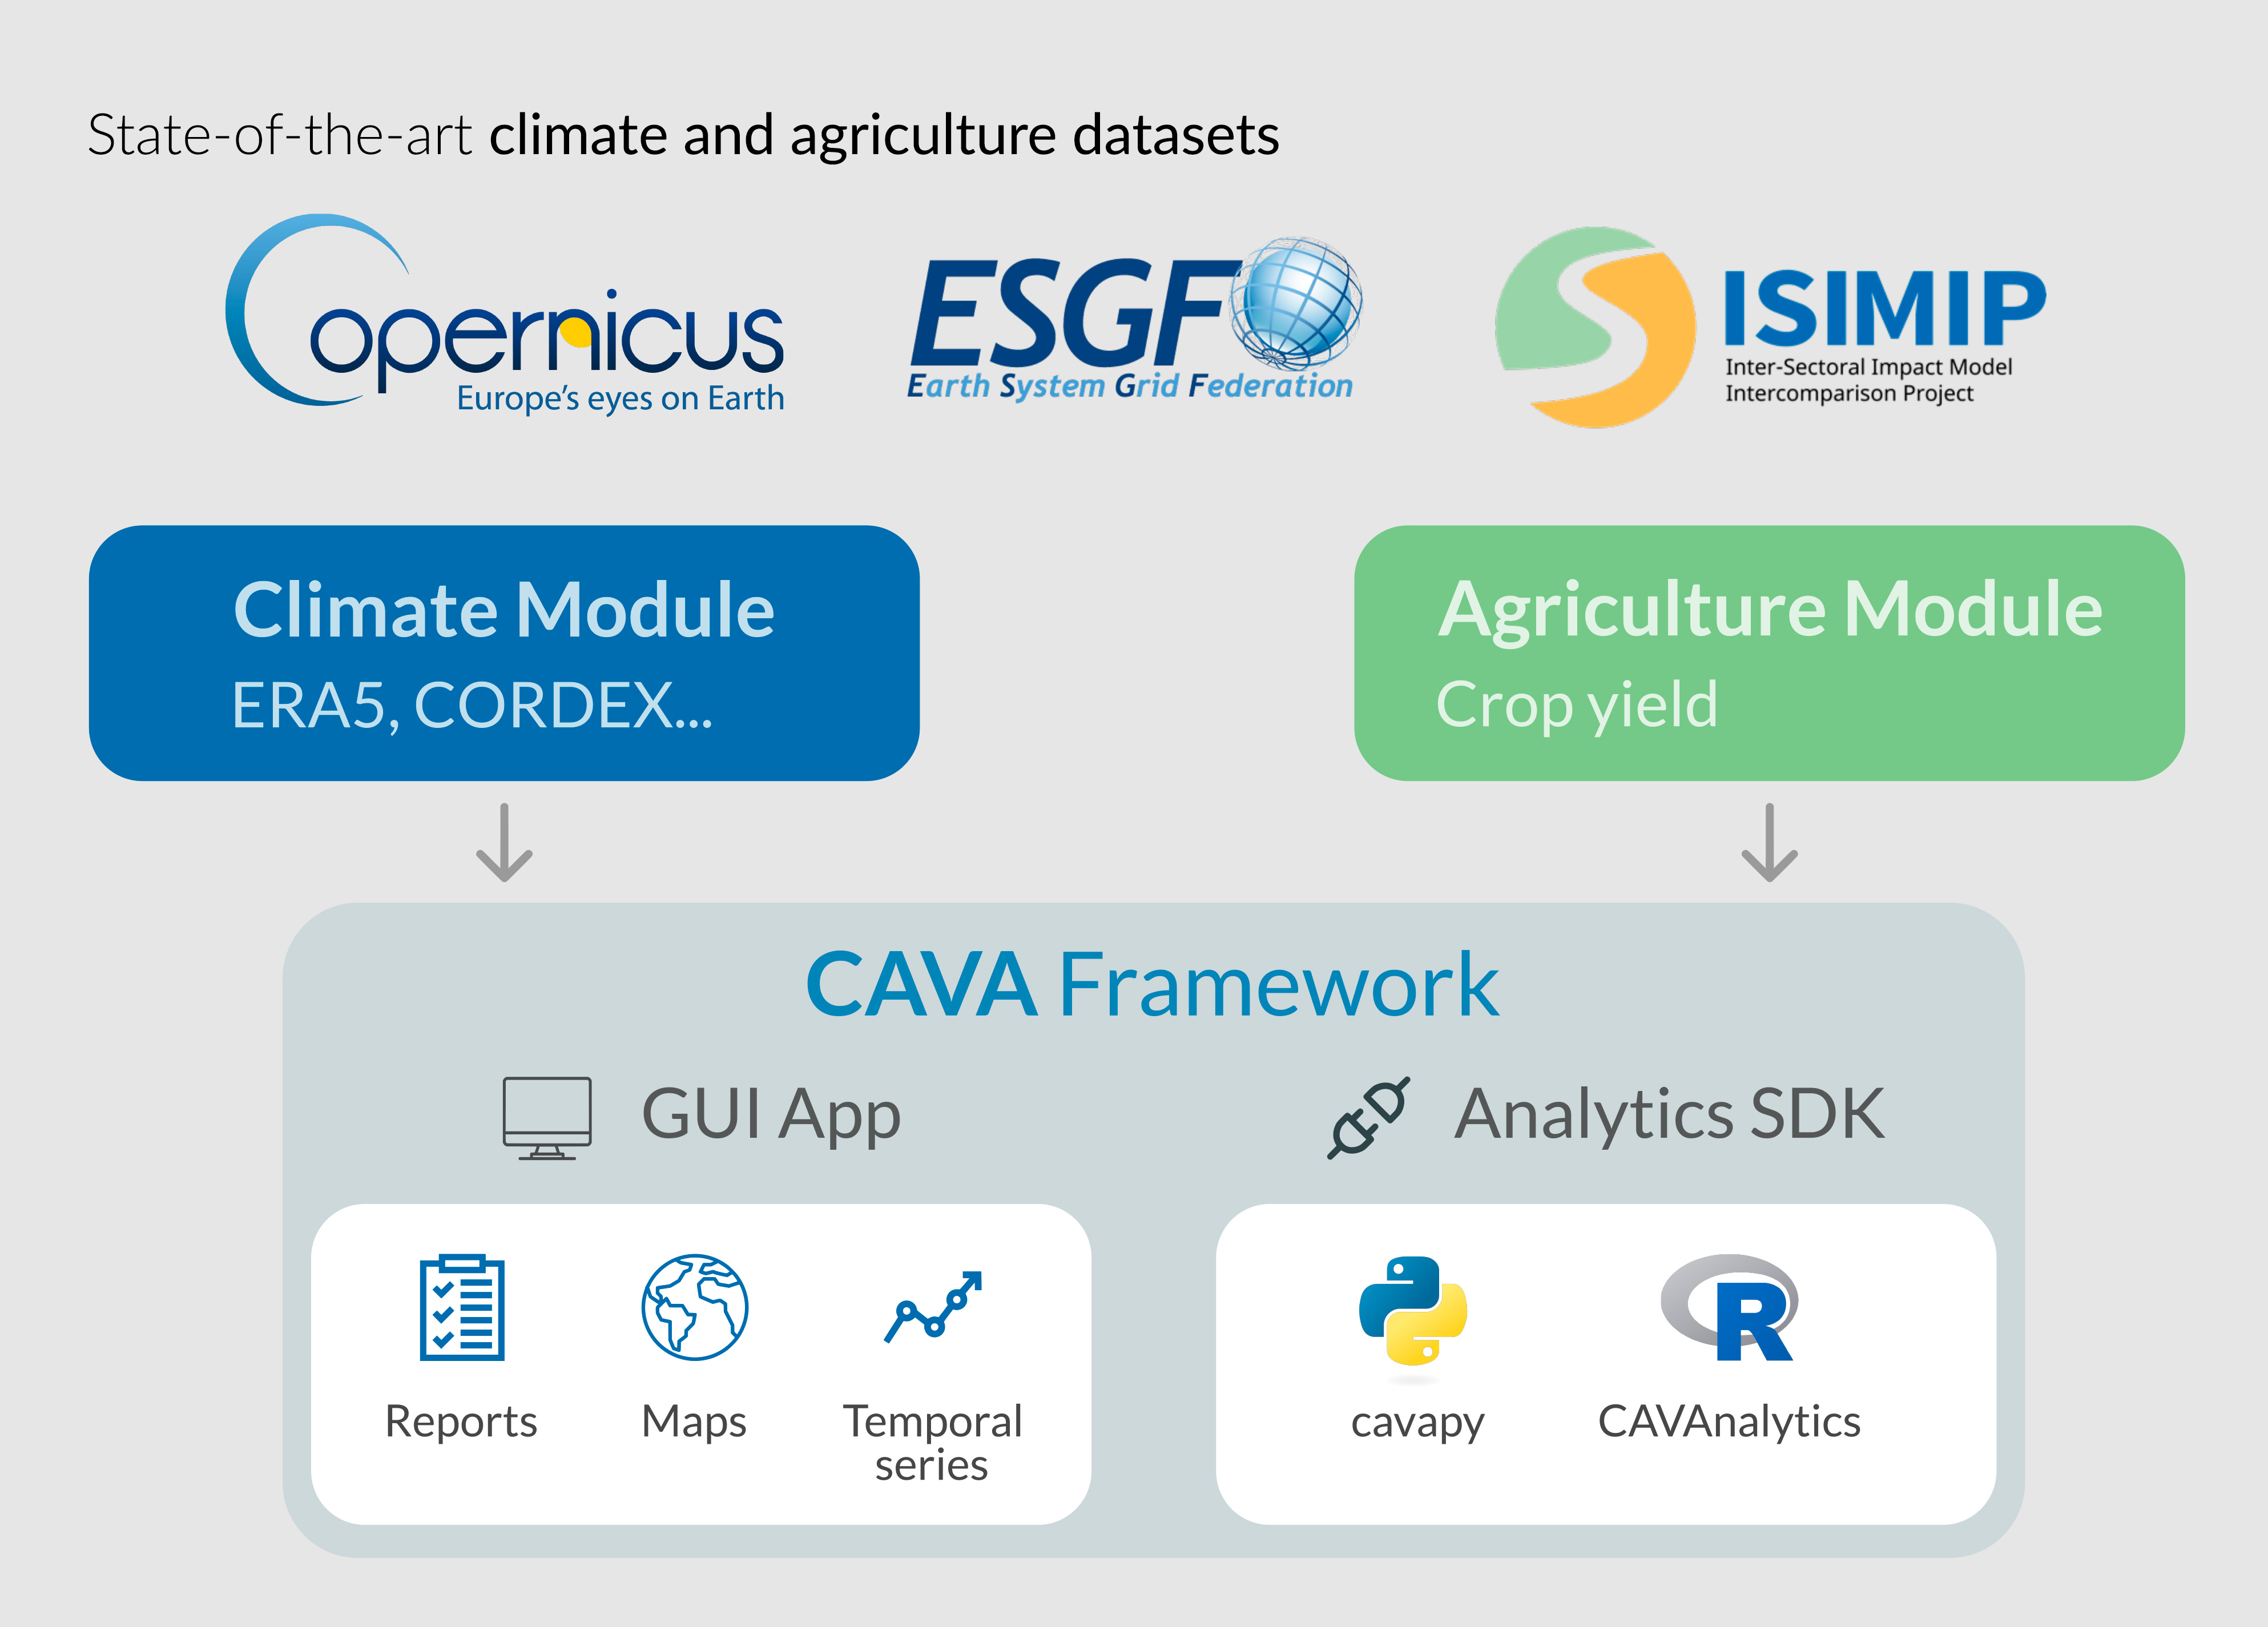 State-of-the-art climate and agriculture datasets
Copernicus
Europe's eyes on Earth
ESGF
Earth System Grid Federation
ISIMIP
Inter-Sectoral Impact Model
Intercomparison Project
Climate Module
ERA5, CORDEX...
Agriculture Module
Crop yield
CAVA Framework
GUI App
Analytics SDK
Reports
Maps
Temporal
series
cavapy
R
CAVAnalytics